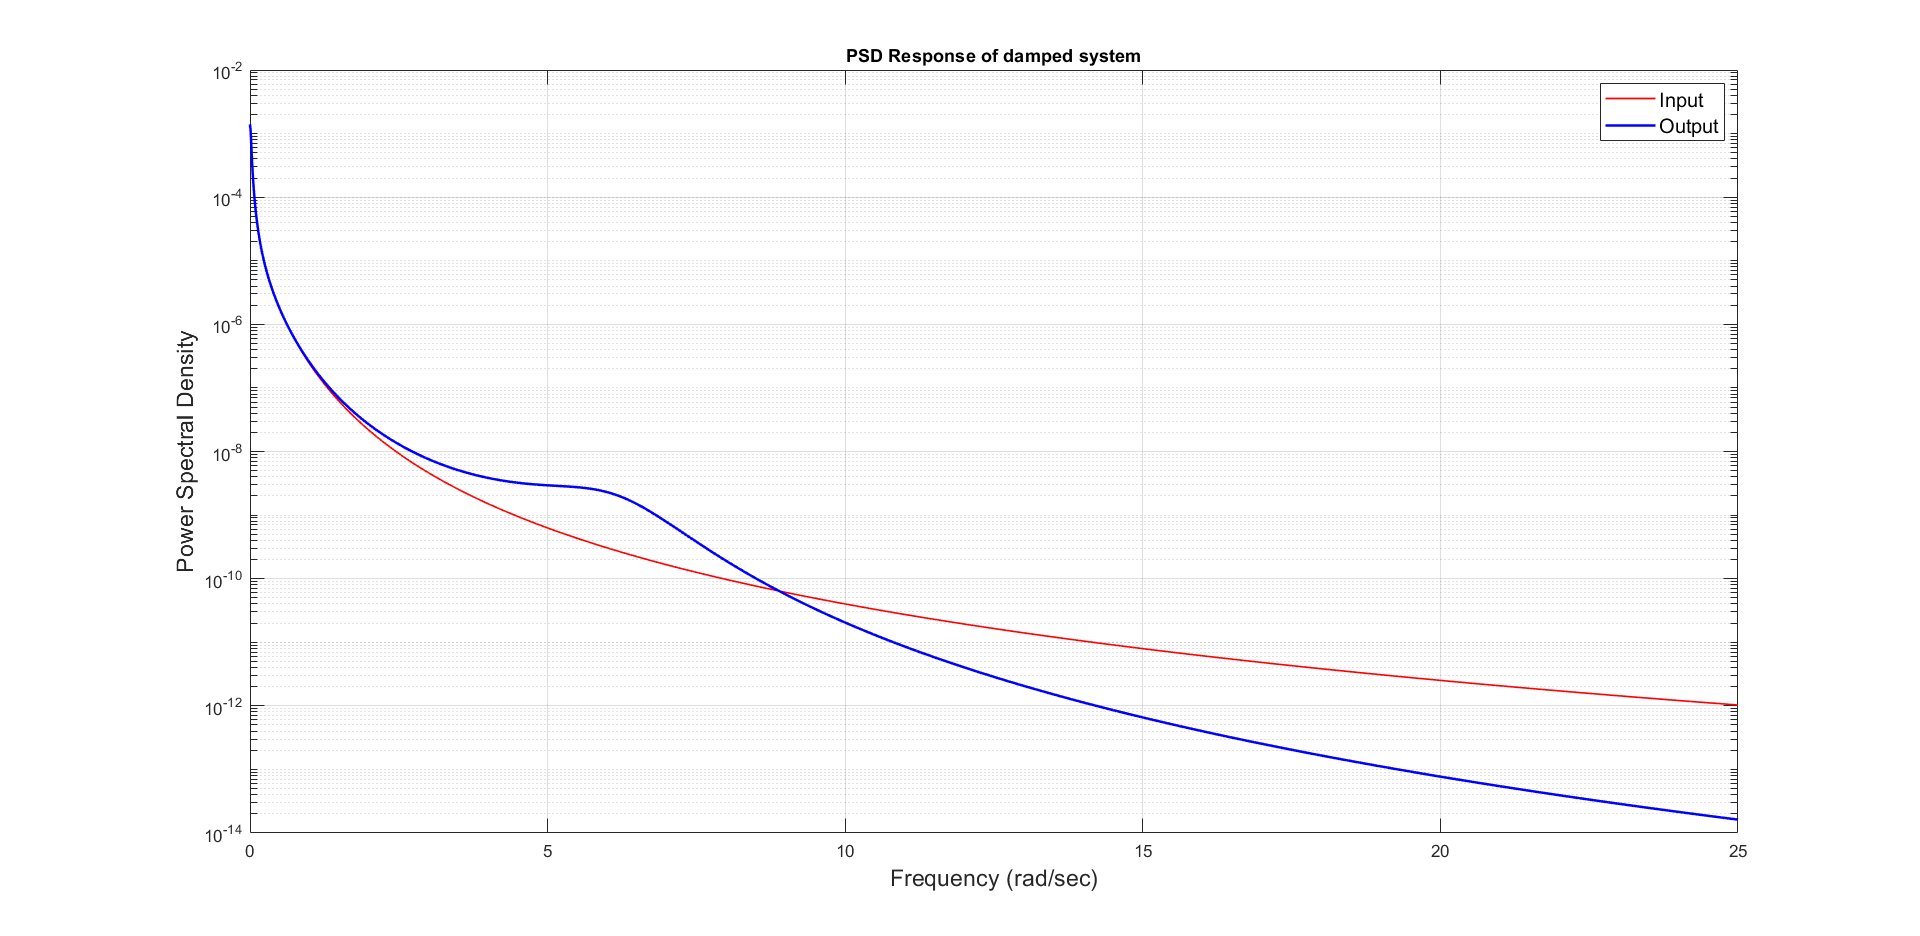 PSD Response of damped system
10^-2
10^-4
10^-6
10^-8
10^-10
10^-12
10^-14
Power Spectral Density
Input
Output
0 5 10 15 20 25
Frequency (rad/sec)